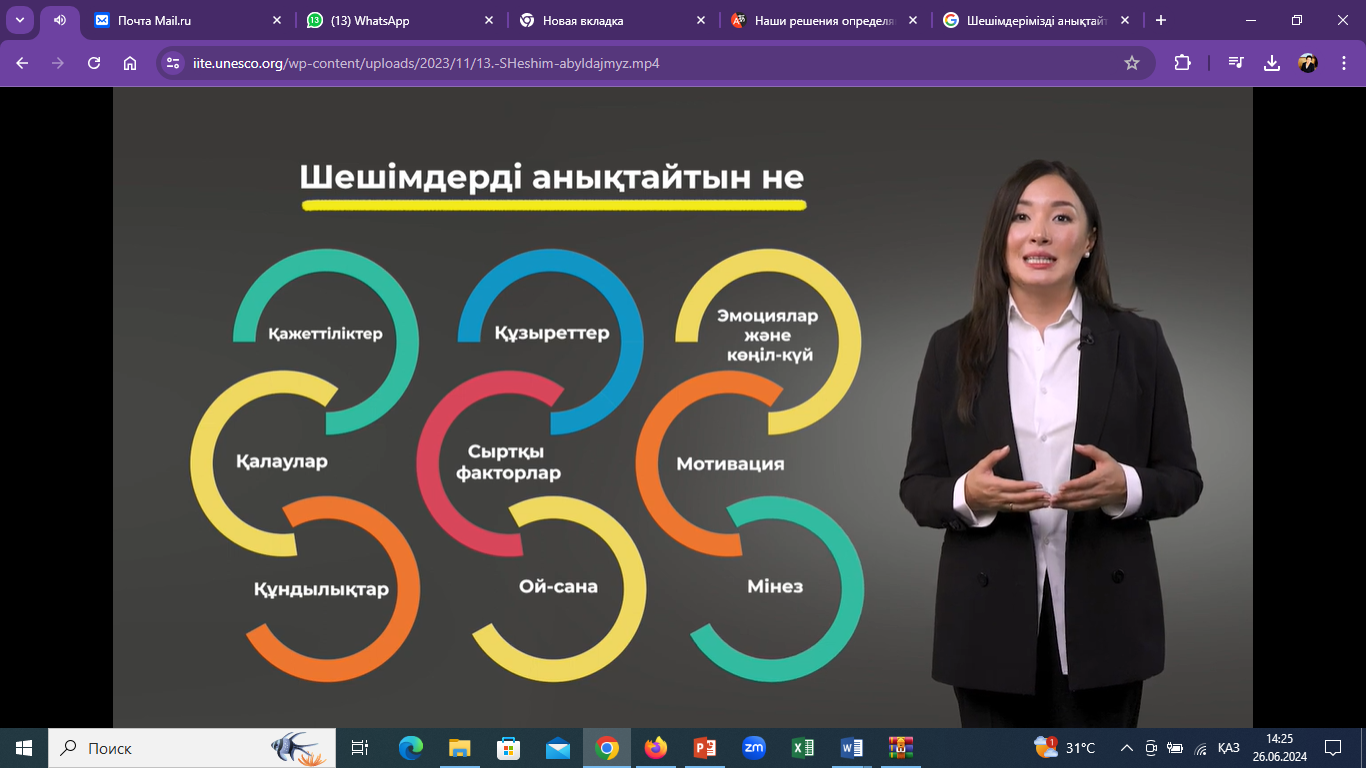 Почта Mail.ru
(13) WhatsApp
Новая вкладка
Наши решения определя
Шешімдерімізді анықтайт
iite.unesco.org/wp-content/uploads/2023/11/13.-SHeshim-abyldajmyz.mp4
Шешімдерді анықтайтын не
Қажеттіліктер
Құзыреттер
Эмоциялар
және
көңіл-күй
Қалаулар
Сыртқы
факторлар
Мотивация
Құндылықтар
Ой-сана
Мінез
Поиск
31°C
ҚАЗ
14:25
26.06.2024